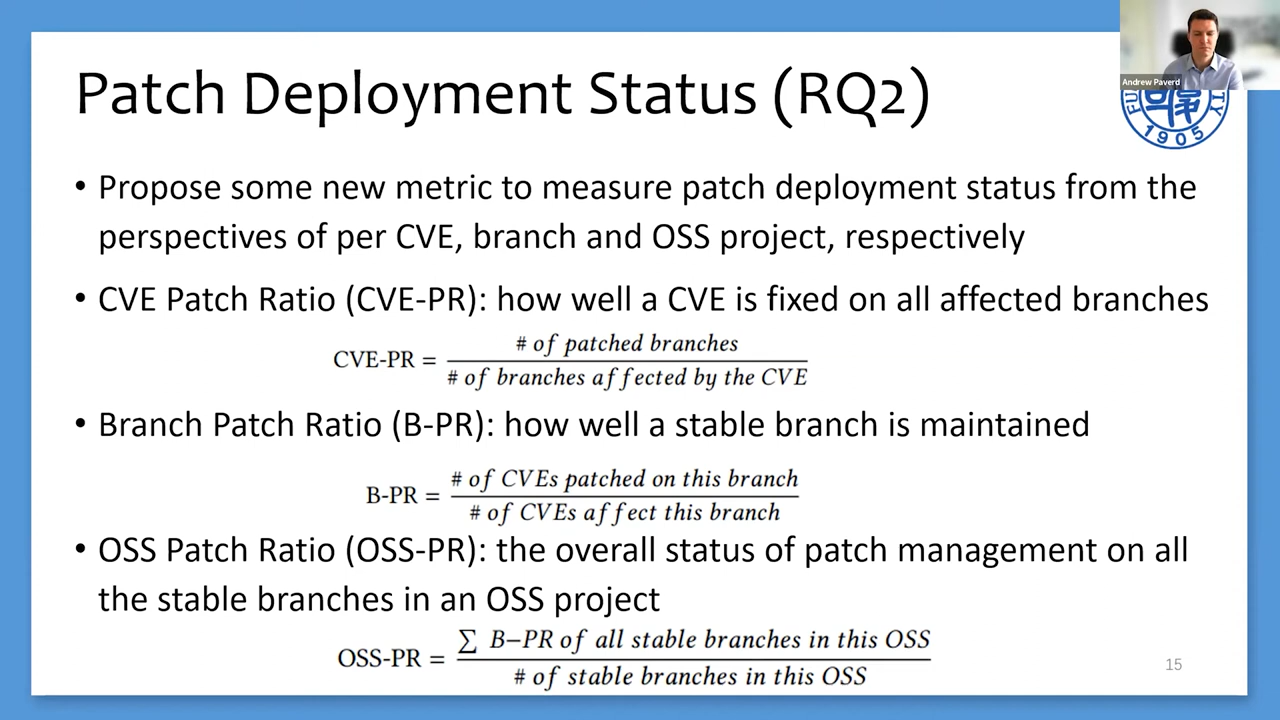 Patch Deployment Status (RQ2)
Andrew Paverd
1905
• Propose some new metric to measure patch deployment status from the
perspectives of per CVE, branch and OSS project, respectively
• CVE Patch Ratio (CVE-PR): how well a CVE is fixed on all affected branches
CVE-PR = # of patched branches
# of branches affected by the CVE
• Branch Patch Ratio (B-PR): how well a stable branch is maintained
B-PR = # of CVEs patched on this branch
# of CVEs affect this branch
• OSS Patch Ratio (OSS-PR): the overall status of patch management on all
the stable branches in an OSS project
OSS-PR = ∑ B−PR of all stable branches in this OSS
# of stable branches in this OSS
15